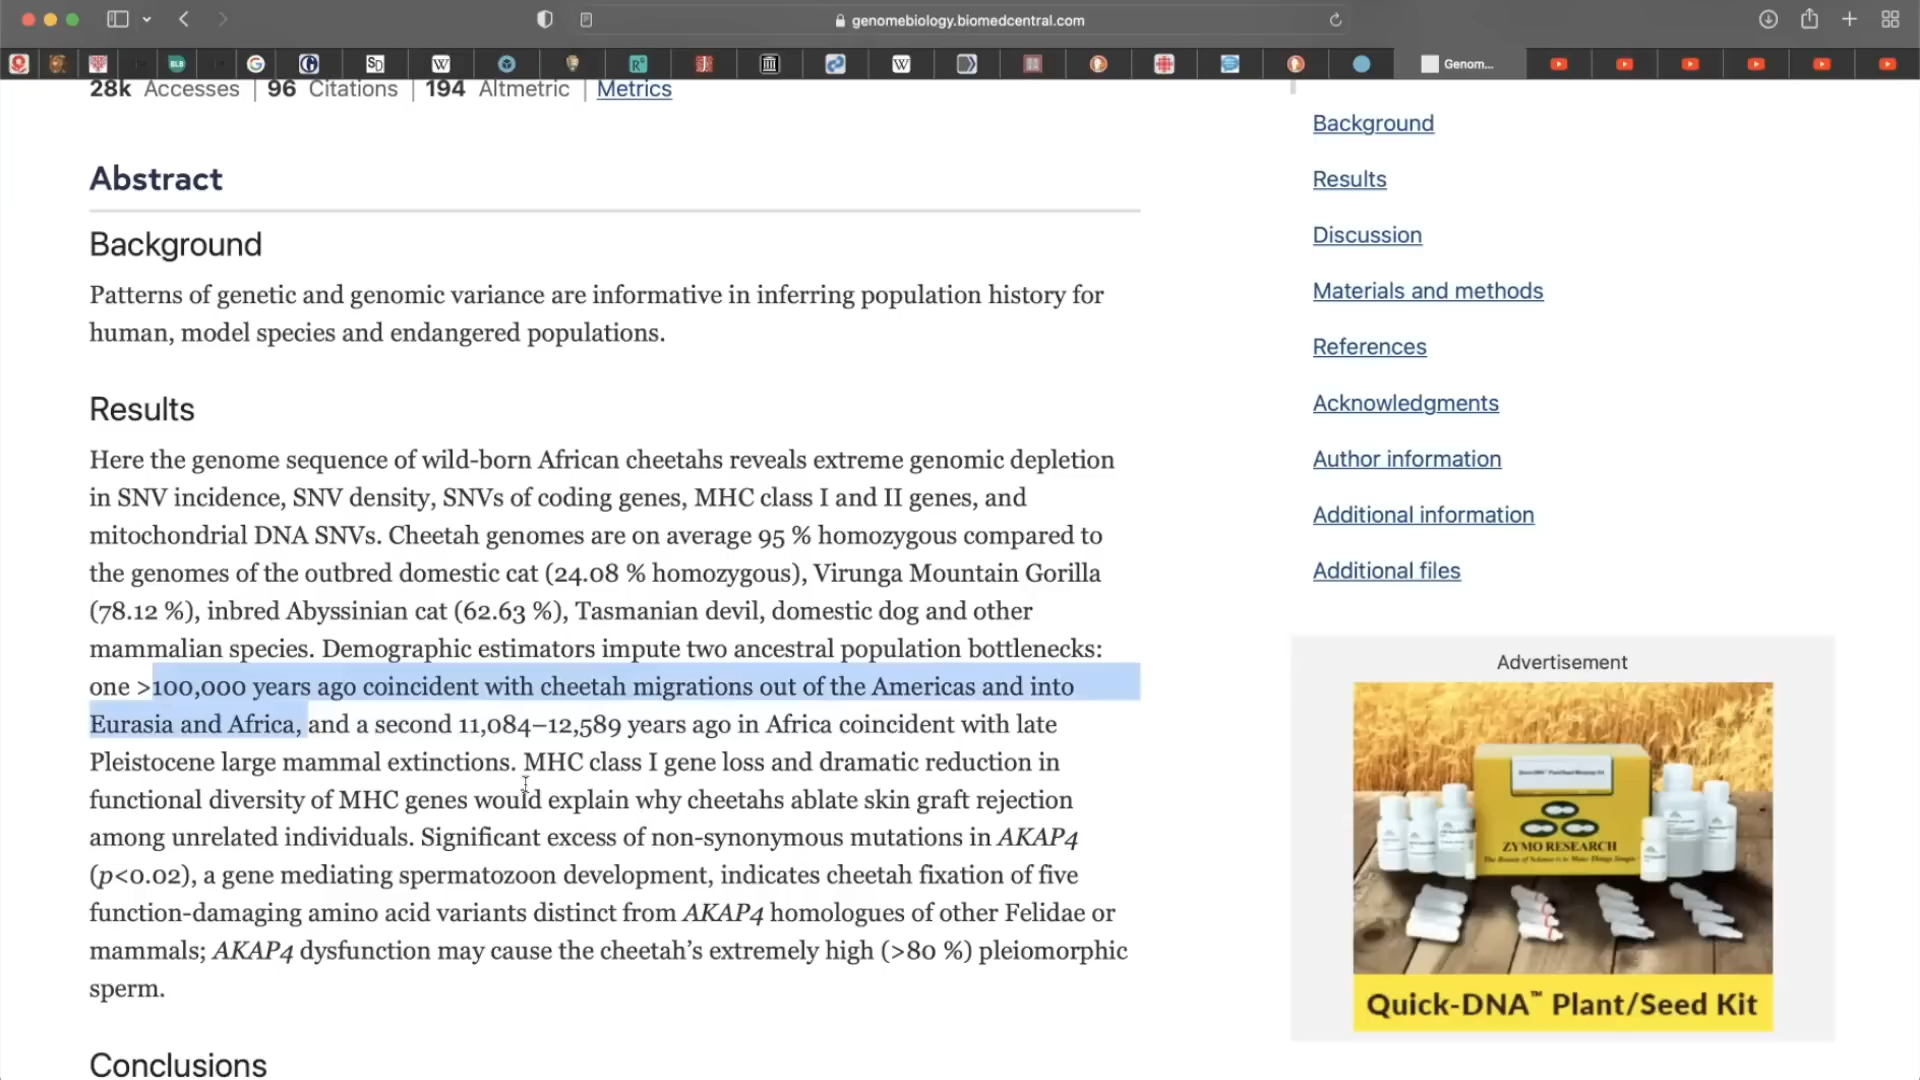 genomebiology.biomedcentral.com
BLB
G
SD
W
W
Genom...
28k Accesses | 96 Citations | 194 Altmetric | Metrics
Abstract
Background
Patterns of genetic and genomic variance are informative in inferring population history for
human, model species and endangered populations.
Results
Here the genome sequence of wild-born African cheetahs reveals extreme genomic depletion
in SNV incidence, SNV density, SNVs of coding genes, MHC class I and II genes, and
mitochondrial DNA SNVs. Cheetah genomes are on average 95 % homozygous compared to
the genomes of the outbred domestic cat (24.08 % homozygous), Virunga Mountain Gorilla
(78.12 %), inbred Abyssinian cat (62.63 %), Tasmanian devil, domestic dog and other
mammalian species. Demographic estimators impute two ancestral population bottlenecks:
one >100,000 years ago coincident with cheetah migrations out of the Americas and into
Eurasia and Africa, and a second 11,084–12,589 years ago in Africa coincident with late
Pleistocene large mammal extinctions. MHC class I gene loss and dramatic reduction in
functional diversity of MHC genes would explain why cheetahs ablate skin graft rejection
among unrelated individuals. Significant excess of non-synonymous mutations in AKAP4
(p<0.02), a gene mediating spermatozoon development, indicates cheetah fixation of five
function-damaging amino acid variants distinct from AKAP4 homologues of other Felidae or
mammals; AKAP4 dysfunction may cause the cheetah’s extremely high (>80 %) pleiomorphic
sperm.
Conclusions
Background
Results
Discussion
Materials and methods
References
Acknowledgments
Author information
Additional information
Additional files
Advertisement
ZYMO RESEARCH
The Beauty of Science is to Make Things Simple
Quick-DNA™ Plant/Seed Kit